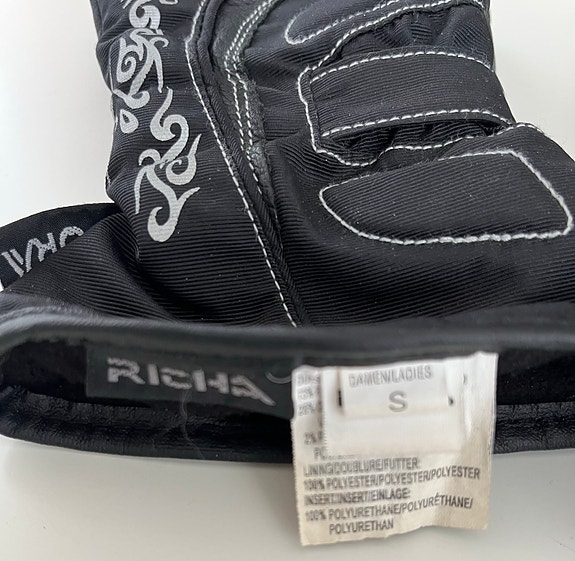 RICHA
DAMEN/LADIES
S
LINING/DOUBLURE/FUTTER:
100% POLYESTER/POLYESTER/POLYESTER
INSERT/INSERT/EINLAGE:
100% POLYURETHANE/POLYURÉTHANE/
POLYURETHAN